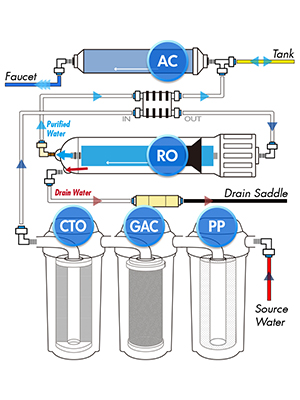 AC
Tank
Faucet
IN
OUT
Purified
Water
RO
Drain Water
Drain Saddle
CTO
GAC
PP
Source
Water